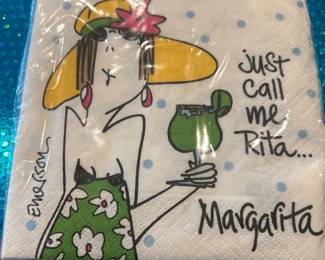 just
call
me
Rita...
Margarita
Emerson